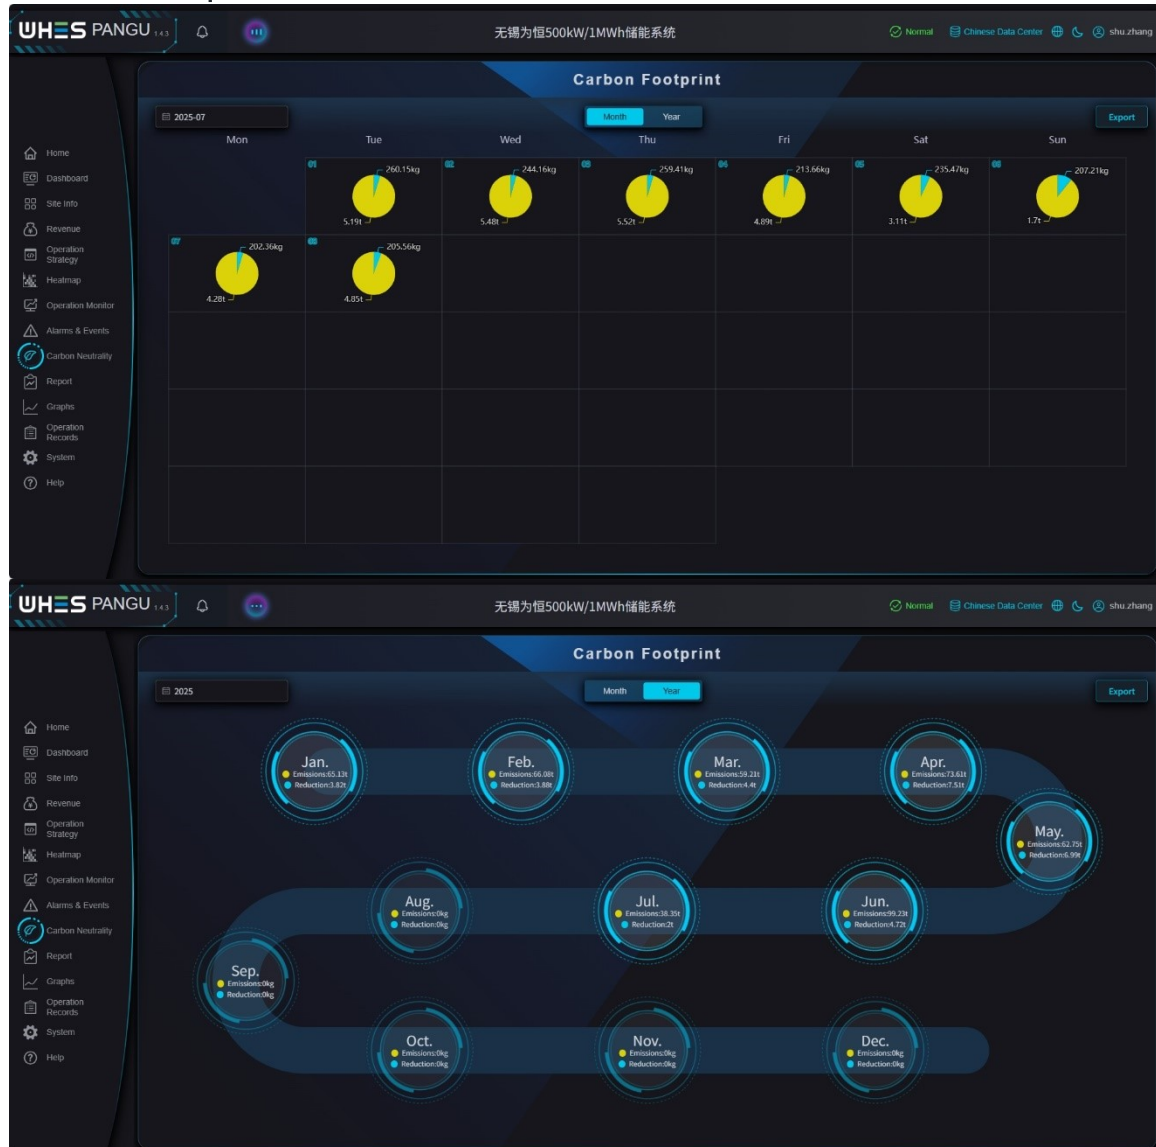 WHES PANGU 1.4.3
无锡为恒500kW/1MWh储能系统
Normal
Chinese Data Center
shu.zhang
Carbon Footprint
2025-07
Month Year
Export
Mon Tue Wed Thu Fri Sat Sun
Home
Dashboard
Site Info
Revenue
Operation
Strategy
Heatmap
Operation Monitor
Alarms & Events
Carbon Neutrality
Report
Graphs
Operation
Records
System
Help
01 260.15kg
5.19t
02 244.16kg
5.48t
03 259.41kg
5.52t
04 213.66kg
4.89t
05 235.47kg
3.11t
06 207.21kg
1.7t
07 202.36kg
4.28t
08 205.56kg
4.85t
WHES PANGU 1.4.3
无锡为恒500kW/1MWh储能系统
Normal
Chinese Data Center
shu.zhang
Carbon Footprint
2025
Month Year
Export
Home
Dashboard
Site Info
Revenue
Operation
Strategy
Heatmap
Operation Monitor
Alarms & Events
Carbon Neutrality
Report
Graphs
Operation
Records
System
Help
Jan.
Emissions:65.13t
Reduction:3.82t
Feb.
Emissions:66.08t
Reduction:3.88t
Mar.
Emissions:59.21t
Reduction:4.4t
Apr.
Emissions:73.61t
Reduction:7.51t
May.
Emissions:62.75t
Reduction:6.99t
Jun.
Emissions:99.23t
Reduction:4.72t
Jul.
Emissions:38.35t
Reduction:2t
Aug.
Emissions:0kg
Reduction:0kg
Sep.
Emissions:0kg
Reduction:0kg
Oct.
Emissions:0kg
Reduction:0kg
Nov.
Emissions:0kg
Reduction:0kg
Dec.
Emissions:0kg
Reduction:0kg